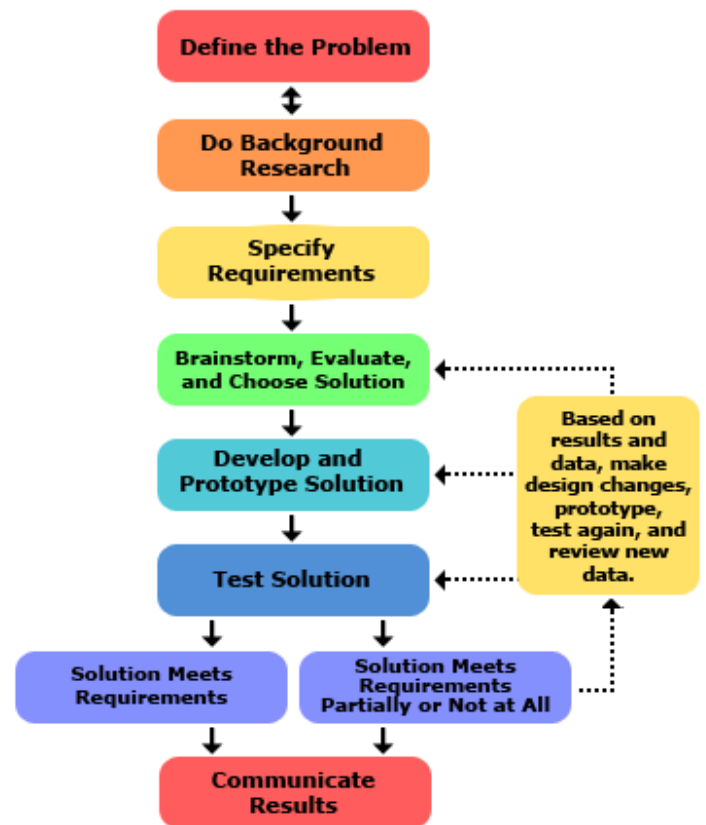 Define the Problem
Do Background
Research
Specify
Requirements
Brainstorm, Evaluate,
and Choose Solution
Develop and
Prototype Solution
Test Solution
Based on
results and
data, make
design changes,
prototype,
test again, and
review new
data.
Solution Meets
Requirements
Solution Meets
Requirements
Partially or Not at All
Communicate
Results